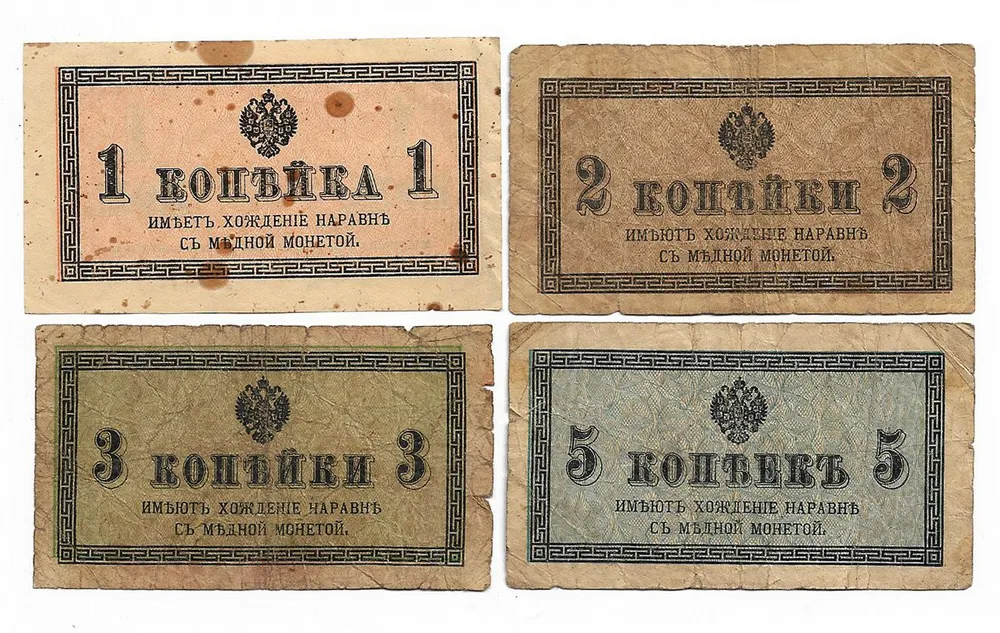 1 КОПѢЙКА 1
ИМѢЕТЪ ХОЖДЕНІЕ НАРАВНѢ
СЪ МѢДНОЙ МОНЕТОЙ.
2 КОПѢЙКИ 2
ИМѢЮТЪ ХОЖДЕНІЕ НАРАВНѢ
СЪ МѢДНОЙ МОНЕТОЙ.
3 КОПѢЙКИ 3
ИМѢЮТЪ ХОЖДЕНІЕ НАРАВНѢ
СЪ МѢДНОЙ МОНЕТОЙ.
5 КОПѢЕКЪ 5
ИМѢЮТЪ ХОЖДЕНІЕ НАРАВНѢ
СЪ МѢДНОЙ МОНЕТОЙ.